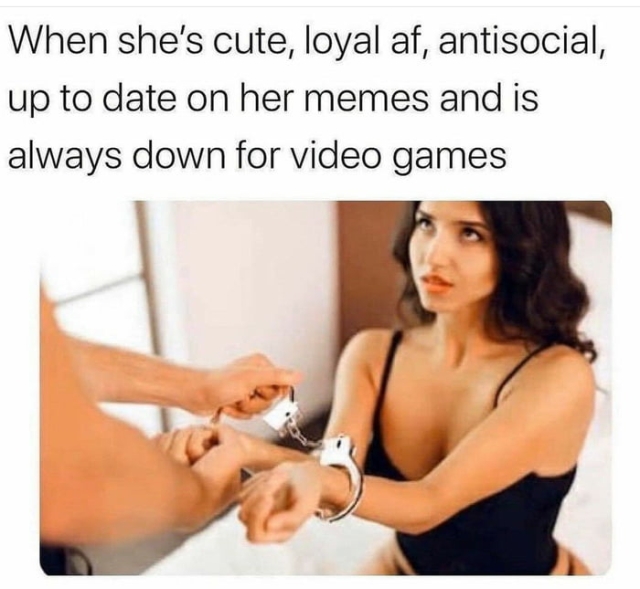 When she's cute, loyal af, antisocial,
up to date on her memes and is
always down for video games